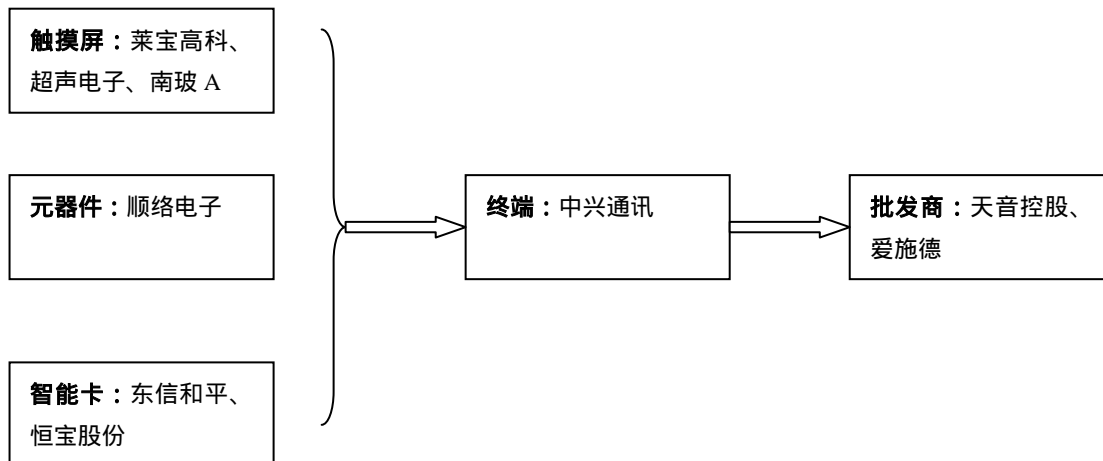 触摸屏：莱宝高科、
超声电子、南玻 A
元器件：顺络电子
终端：中兴通讯
批发商：天音控股、
爱施德
智能卡：东信和平、
恒宝股份